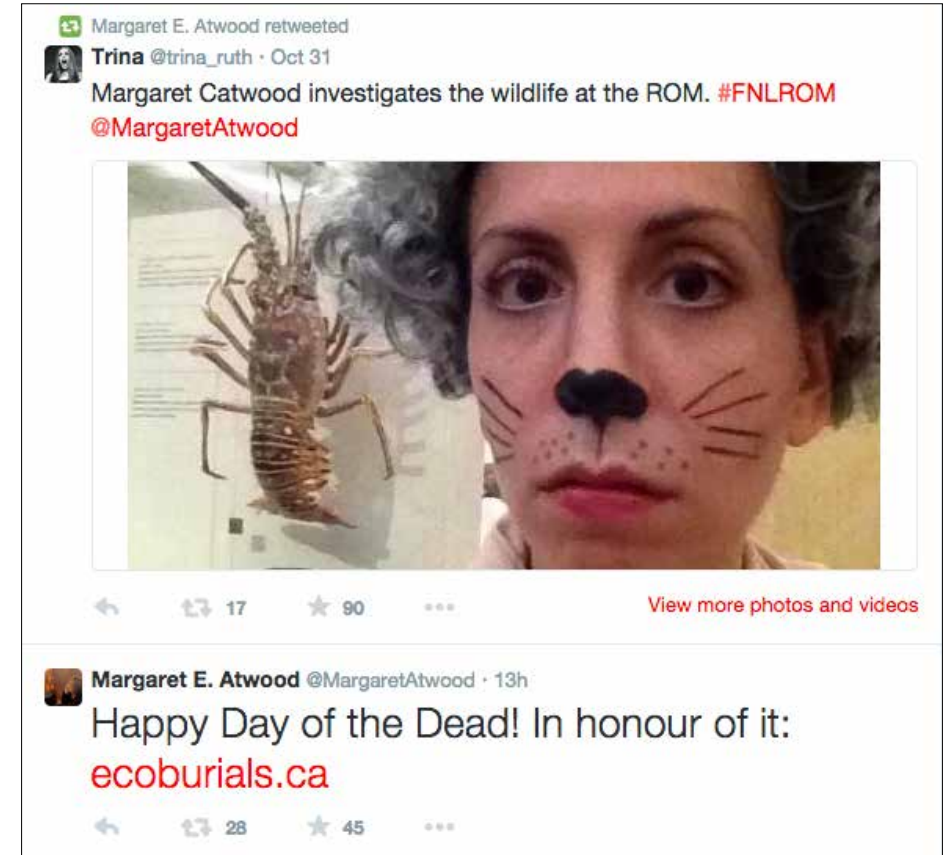 Margaret E. Atwood retweeted
Trina @trina_ruth · Oct 31
Margaret Catwood investigates the wildlife at the ROM. #FNLROM
@MargaretAtwood
17 90
View more photos and videos
Margaret E. Atwood @MargaretAtwood · 13h
Happy Day of the Dead! In honour of it:
ecoburials.ca
28 45